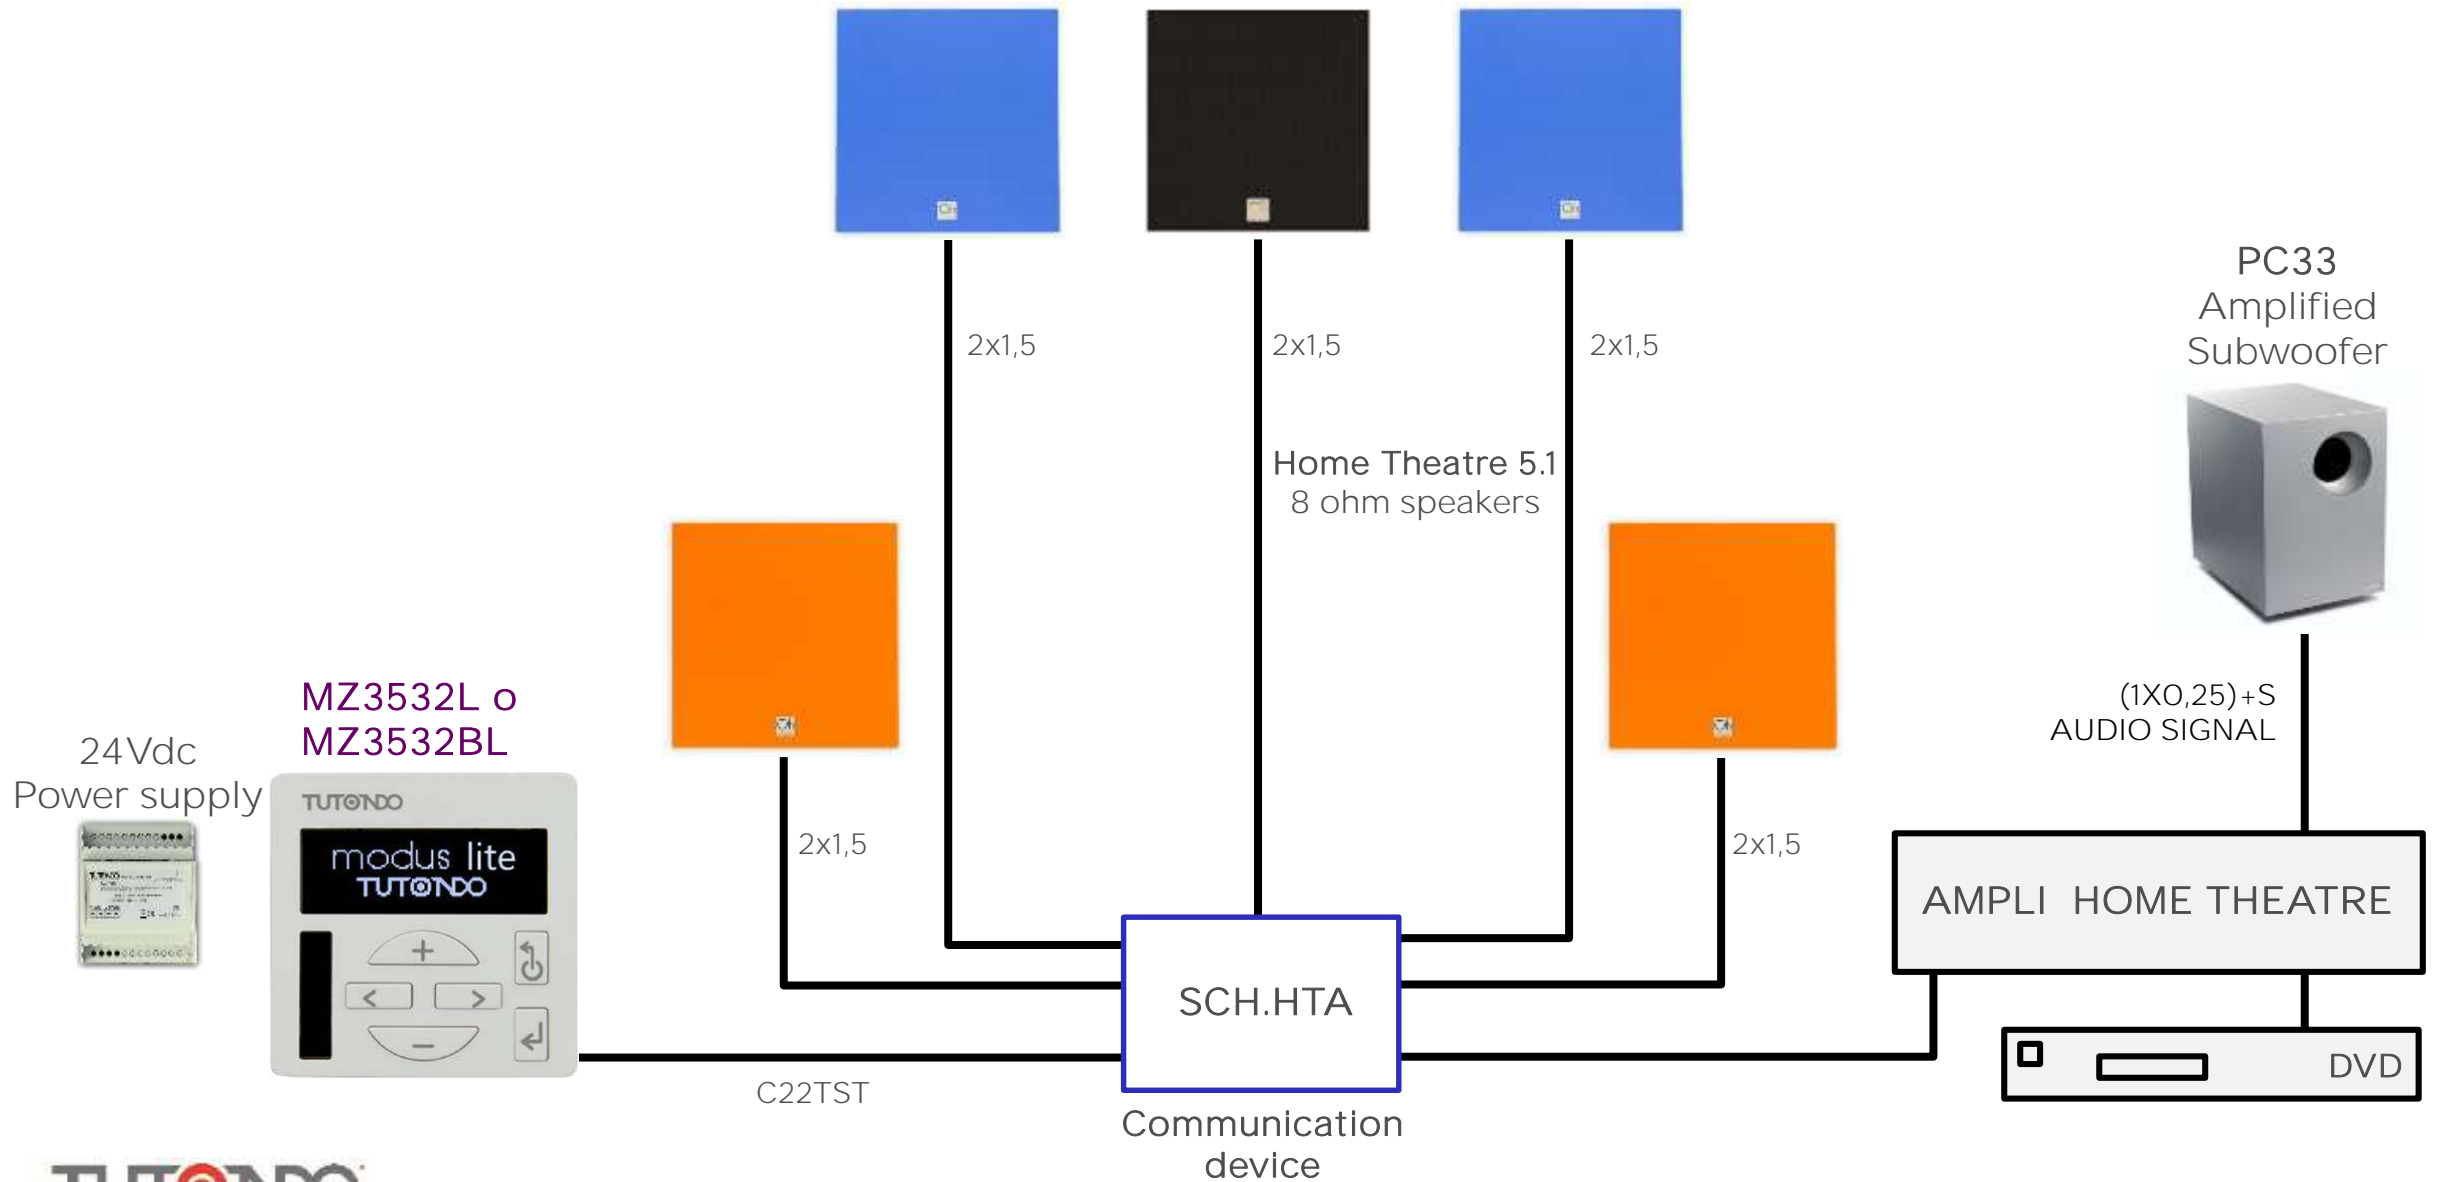 2x1,5
2x1,5
2x1,5
PC33
Amplified
Subwoofer
Home Theatre 5.1
8 ohm speakers
MZ3532L o
MZ3532BL
24Vdc
Power supply
TUTONDO
modus lite
TUTONDO
+
<
>
−
2x1,5
2x1,5
(1X0,25)+S
AUDIO SIGNAL
AMPLI HOME THEATRE
SCH.HTA
DVD
C22TST
Communication
device
TUTONDO